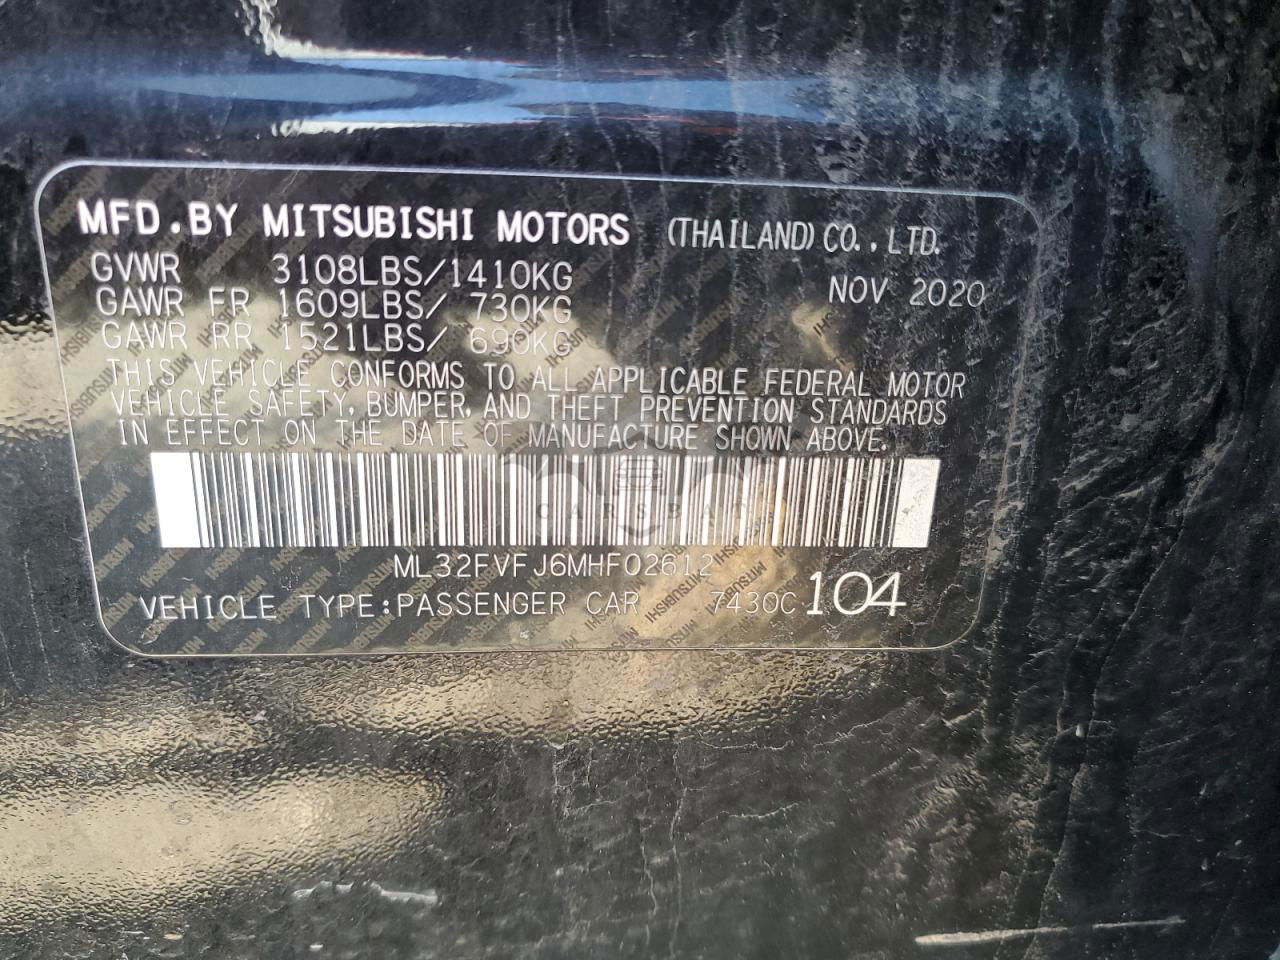 MFD.BY MITSUBISHI MOTORS (THAILAND) CO., LTD.
GVWR 3108LBS/1410KG NOV 2020
GAWR FR 1609LBS/ 730KG
GAWR RR 1521LBS/ 690KG
THIS VEHICLE CONFORMS TO ALL APPLICABLE FEDERAL MOTOR
VEHICLE SAFETY, BUMPER, AND THEFT PREVENTION STANDARDS
IN EFFECT ON THE DATE OF MANUFACTURE SHOWN ABOVE.
ML32FVFJ6MHF02612
VEHICLE TYPE:PASSENGER CAR 7430C 104